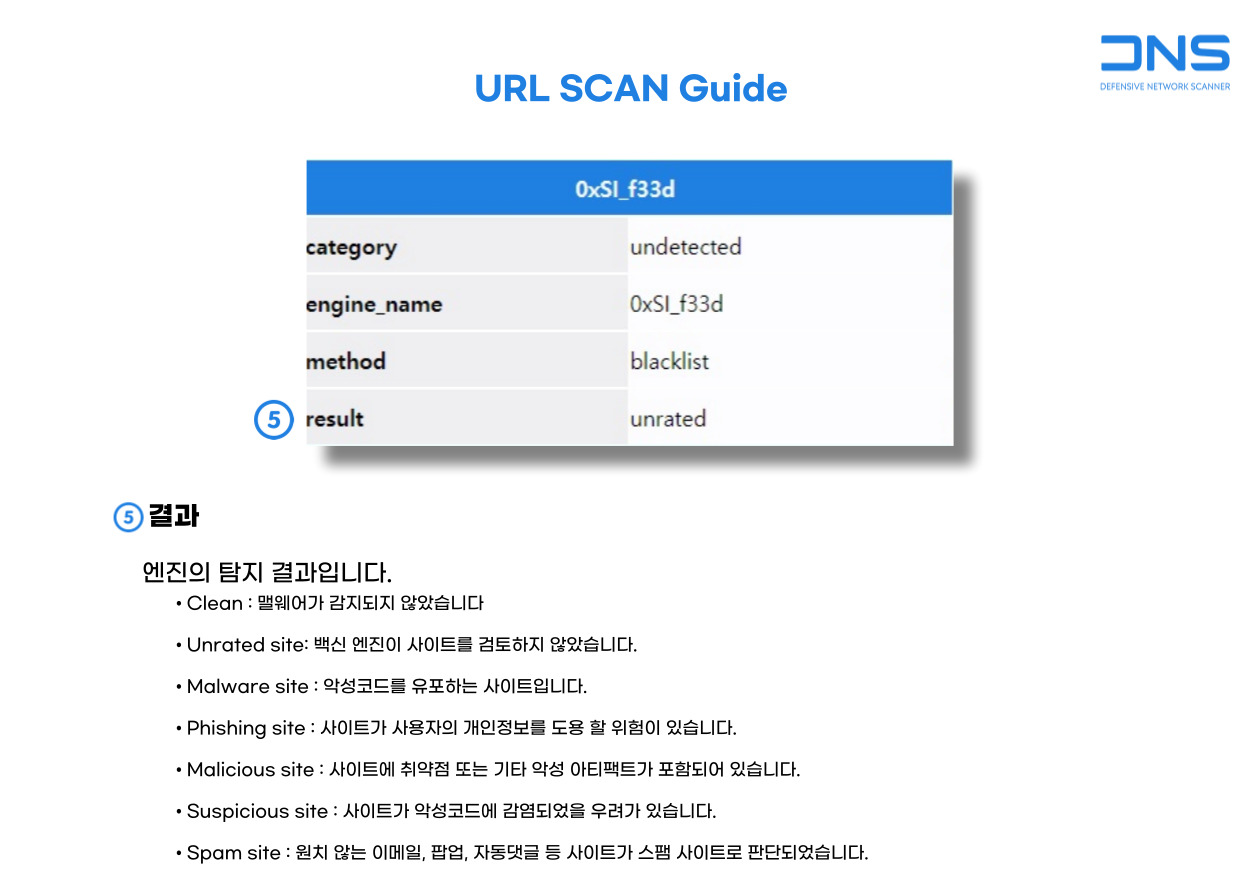 DNS
DEFENSIVE NETWORK SCANNER
URL SCAN Guide
0xSI_f33d
category undetected
engine_name 0xSI_f33d
method blacklist
5 result unrated
5 결과
엔진의 탐지 결과입니다.
• Clean : 맬웨어가 감지되지 않았습니다
• Unrated site: 백신 엔진이 사이트를 검토하지 않았습니다.
• Malware site : 악성코드를 유포하는 사이트입니다.
• Phishing site : 사이트가 사용자의 개인정보를 도용 할 위험이 있습니다.
• Malicious site : 사이트에 취약점 또는 기타 악성 아티팩트가 포함되어 있습니다.
• Suspicious site : 사이트가 악성코드에 감염되었을 우려가 있습니다.
• Spam site : 원치 않는 이메일, 팝업, 자동댓글 등 사이트가 스팸 사이트로 판단되었습니다.